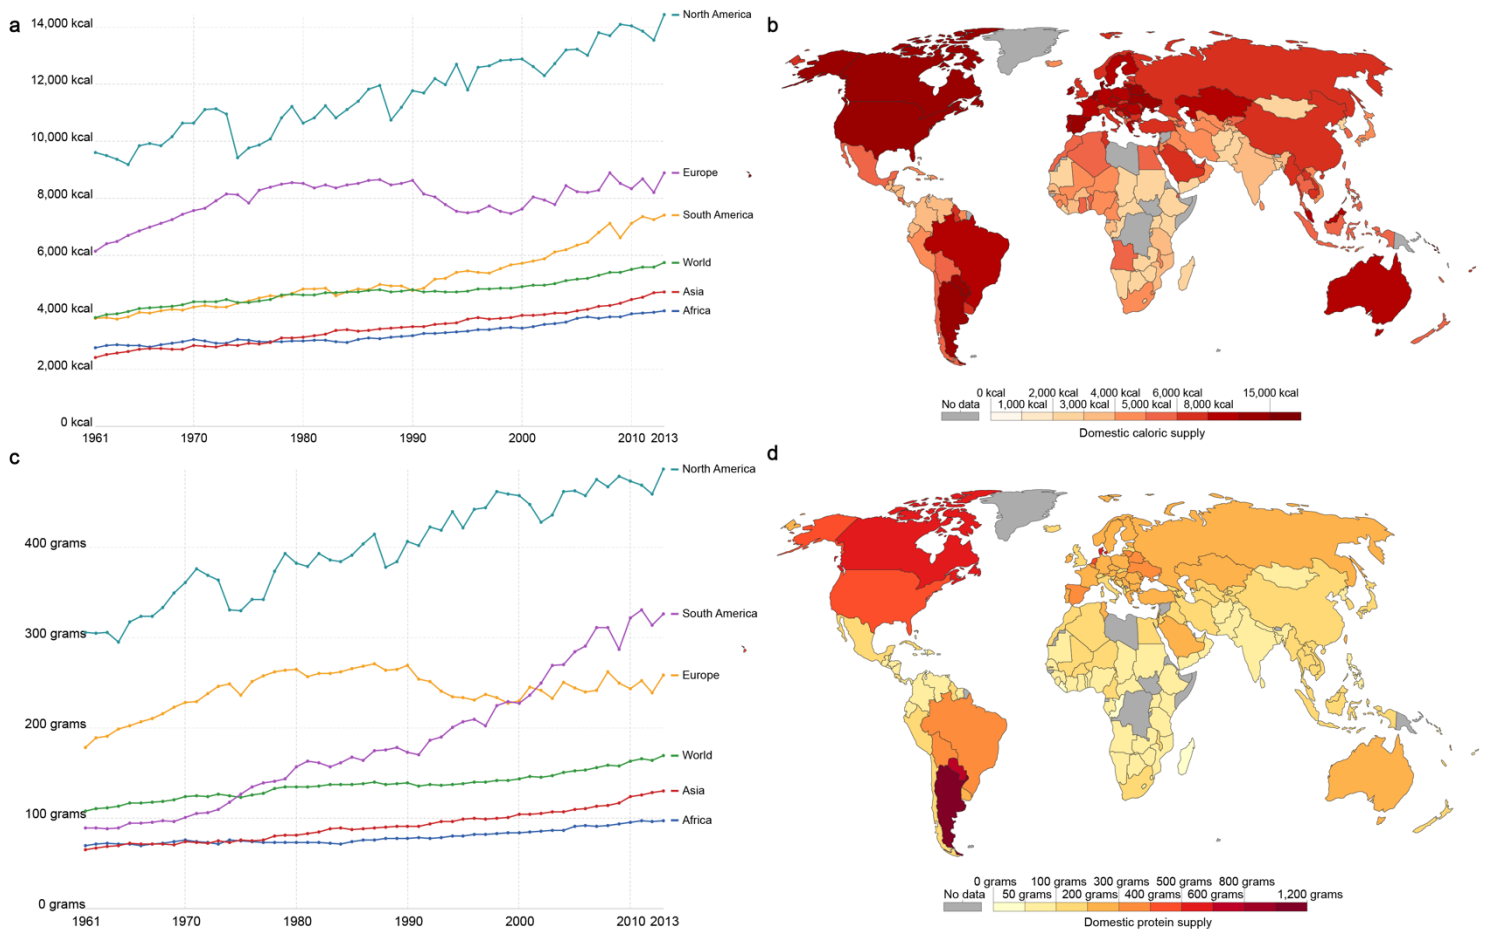 a
14,000 kcal
12,000 kcal
10,000 kcal
8,000 kcal
6,000 kcal
4,000 kcal
2,000 kcal
0 kcal
North America
Europe
South America
World
Asia
Africa
1961 1970 1980 1990 2000 2010 2013
b
0 kcal 2,000 kcal 4,000 kcal 6,000 kcal 15,000 kcal
No data 1,000 kcal 3,000 kcal 5,000 kcal 8,000 kcal
Domestic caloric supply
c
400 grams
300 grams
200 grams
100 grams
0 grams
North America
South America
Europe
World
Asia
Africa
1961 1970 1980 1990 2000 2010 2013
d
0 grams 100 grams 300 grams 500 grams 800 grams
No data 50 grams 200 grams 400 grams 600 grams 1,200 grams
Domestic protein supply